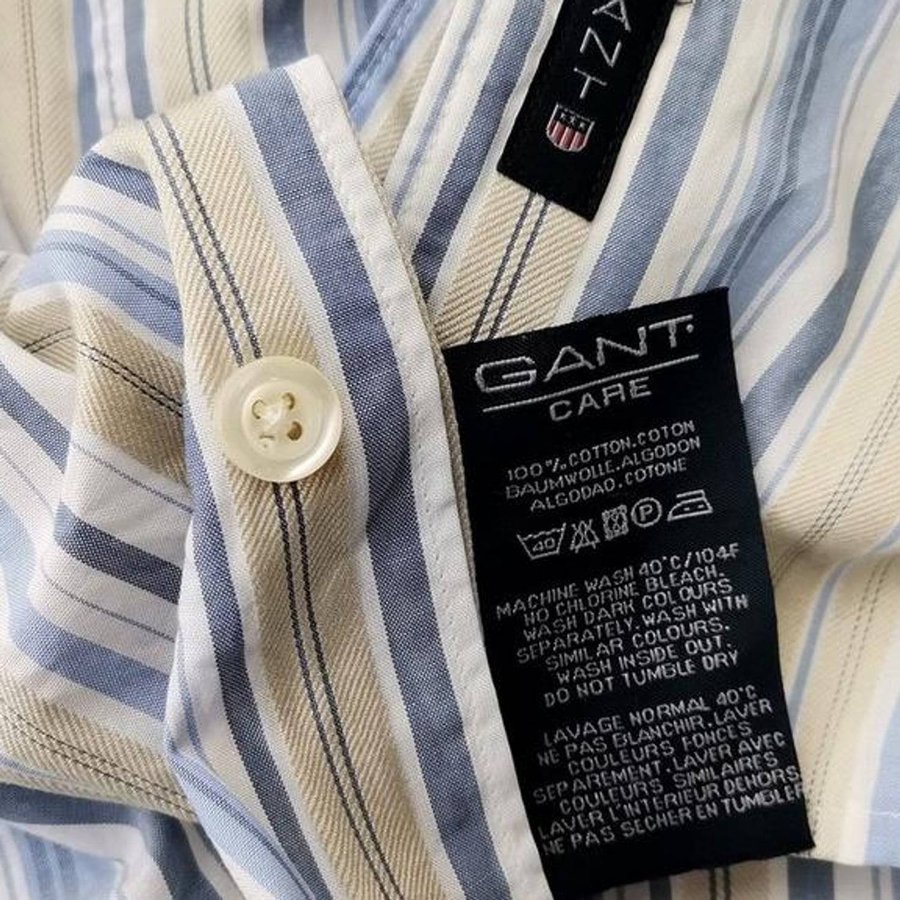 ANT
GANT
CARE
100%.COTTON.COTON
BAUMWOLLE.ALGODON
ALGODAO.COTONE
40 P
MACHINE WASH 40°C/104F
NO CHLORINE BLEACH.
WASH DARK COLOURS
SEPARATELY. WASH WITH
SIMILAR COLOURS.
WASH INSIDE OUT.
DO NOT TUMBLE DRY
LAVAGE NORMAL 40°C
NE PAS BLANCHIR.LAVER
COULEURS FONCES
SEPAREMENT.LAVER AVEC
COULEURS SIMILAIRES
LAVER L'INTERIEUR DEHORS.
NE PAS SÉCHER EN TUMBLER